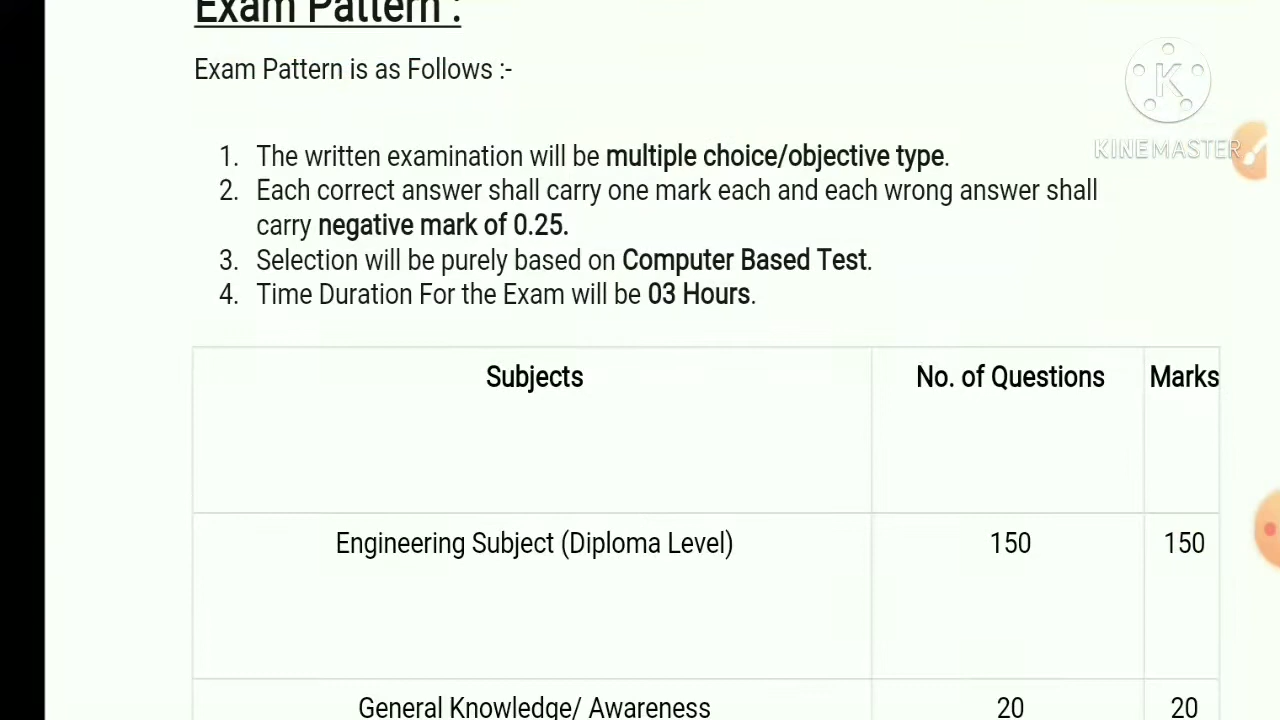 Exam Pattern :
Exam Pattern is as Follows :-
K
KINEMASTER
1. The written examination will be multiple choice/objective type.
2. Each correct answer shall carry one mark each and each wrong answer shall
carry negative mark of 0.25.
3. Selection will be purely based on Computer Based Test.
4. Time Duration For the Exam will be 03 Hours.
Subjects No. of Questions Marks
Engineering Subject (Diploma Level) 150 150
General Knowledge/ Awareness 20 20